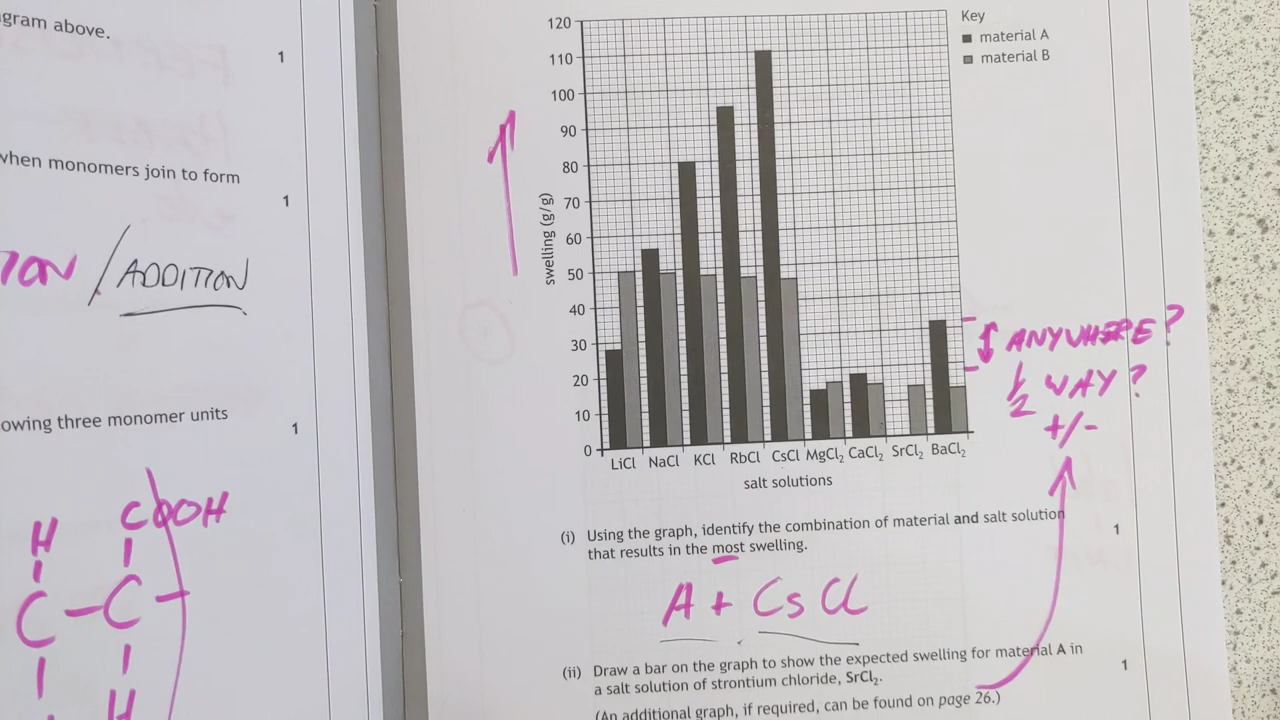 gram above.
1
when monomers join to form
1
ION / ADDITION
owing three monomer units
1
H COOH
C - C -
H
120
110
100
90
80
70
60
50
40
30
20
10
0
swelling (g/g)
Key
material A
material B
LiCl NaCl KCl RbCl CsCl MgCl₂ CaCl₂ SrCl₂ BaCl₂
salt solutions
ANYWHERE?
1/2 WAY?
+/-
(i) Using the graph, identify the combination of material and salt solution
that results in the most swelling.
1
A + CsCl
(ii) Draw a bar on the graph to show the expected swelling for material A in
a salt solution of strontium chloride, SrCl₂.
1
(An additional graph, if required, can be found on page 26.)